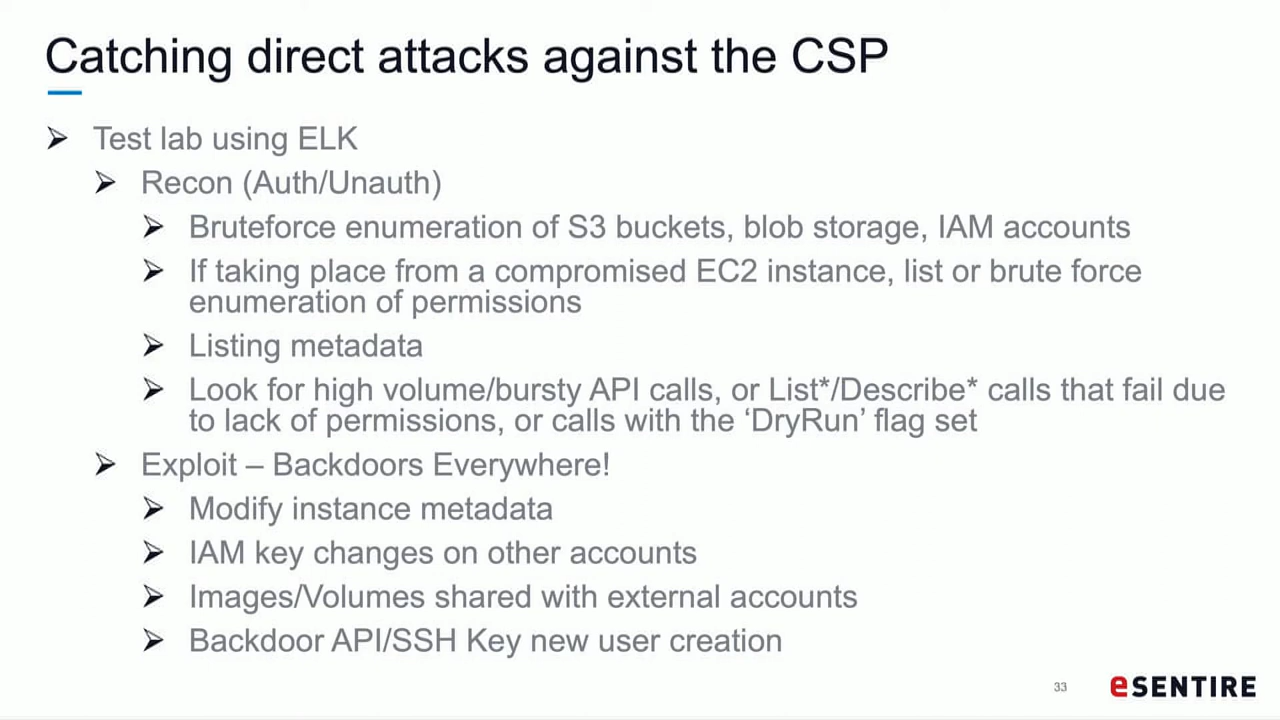 Catching direct attacks against the CSP
Test lab using ELK
Recon (Auth/Unauth)
Bruteforce enumeration of S3 buckets, blob storage, IAM accounts
If taking place from a compromised EC2 instance, list or brute force
enumeration of permissions
Listing metadata
Look for high volume/bursty API calls, or List*/Describe* calls that fail due
to lack of permissions, or calls with the ‘DryRun’ flag set
Exploit – Backdoors Everywhere!
Modify instance metadata
IAM key changes on other accounts
Images/Volumes shared with external accounts
Backdoor API/SSH Key new user creation
33
eSENTIRE